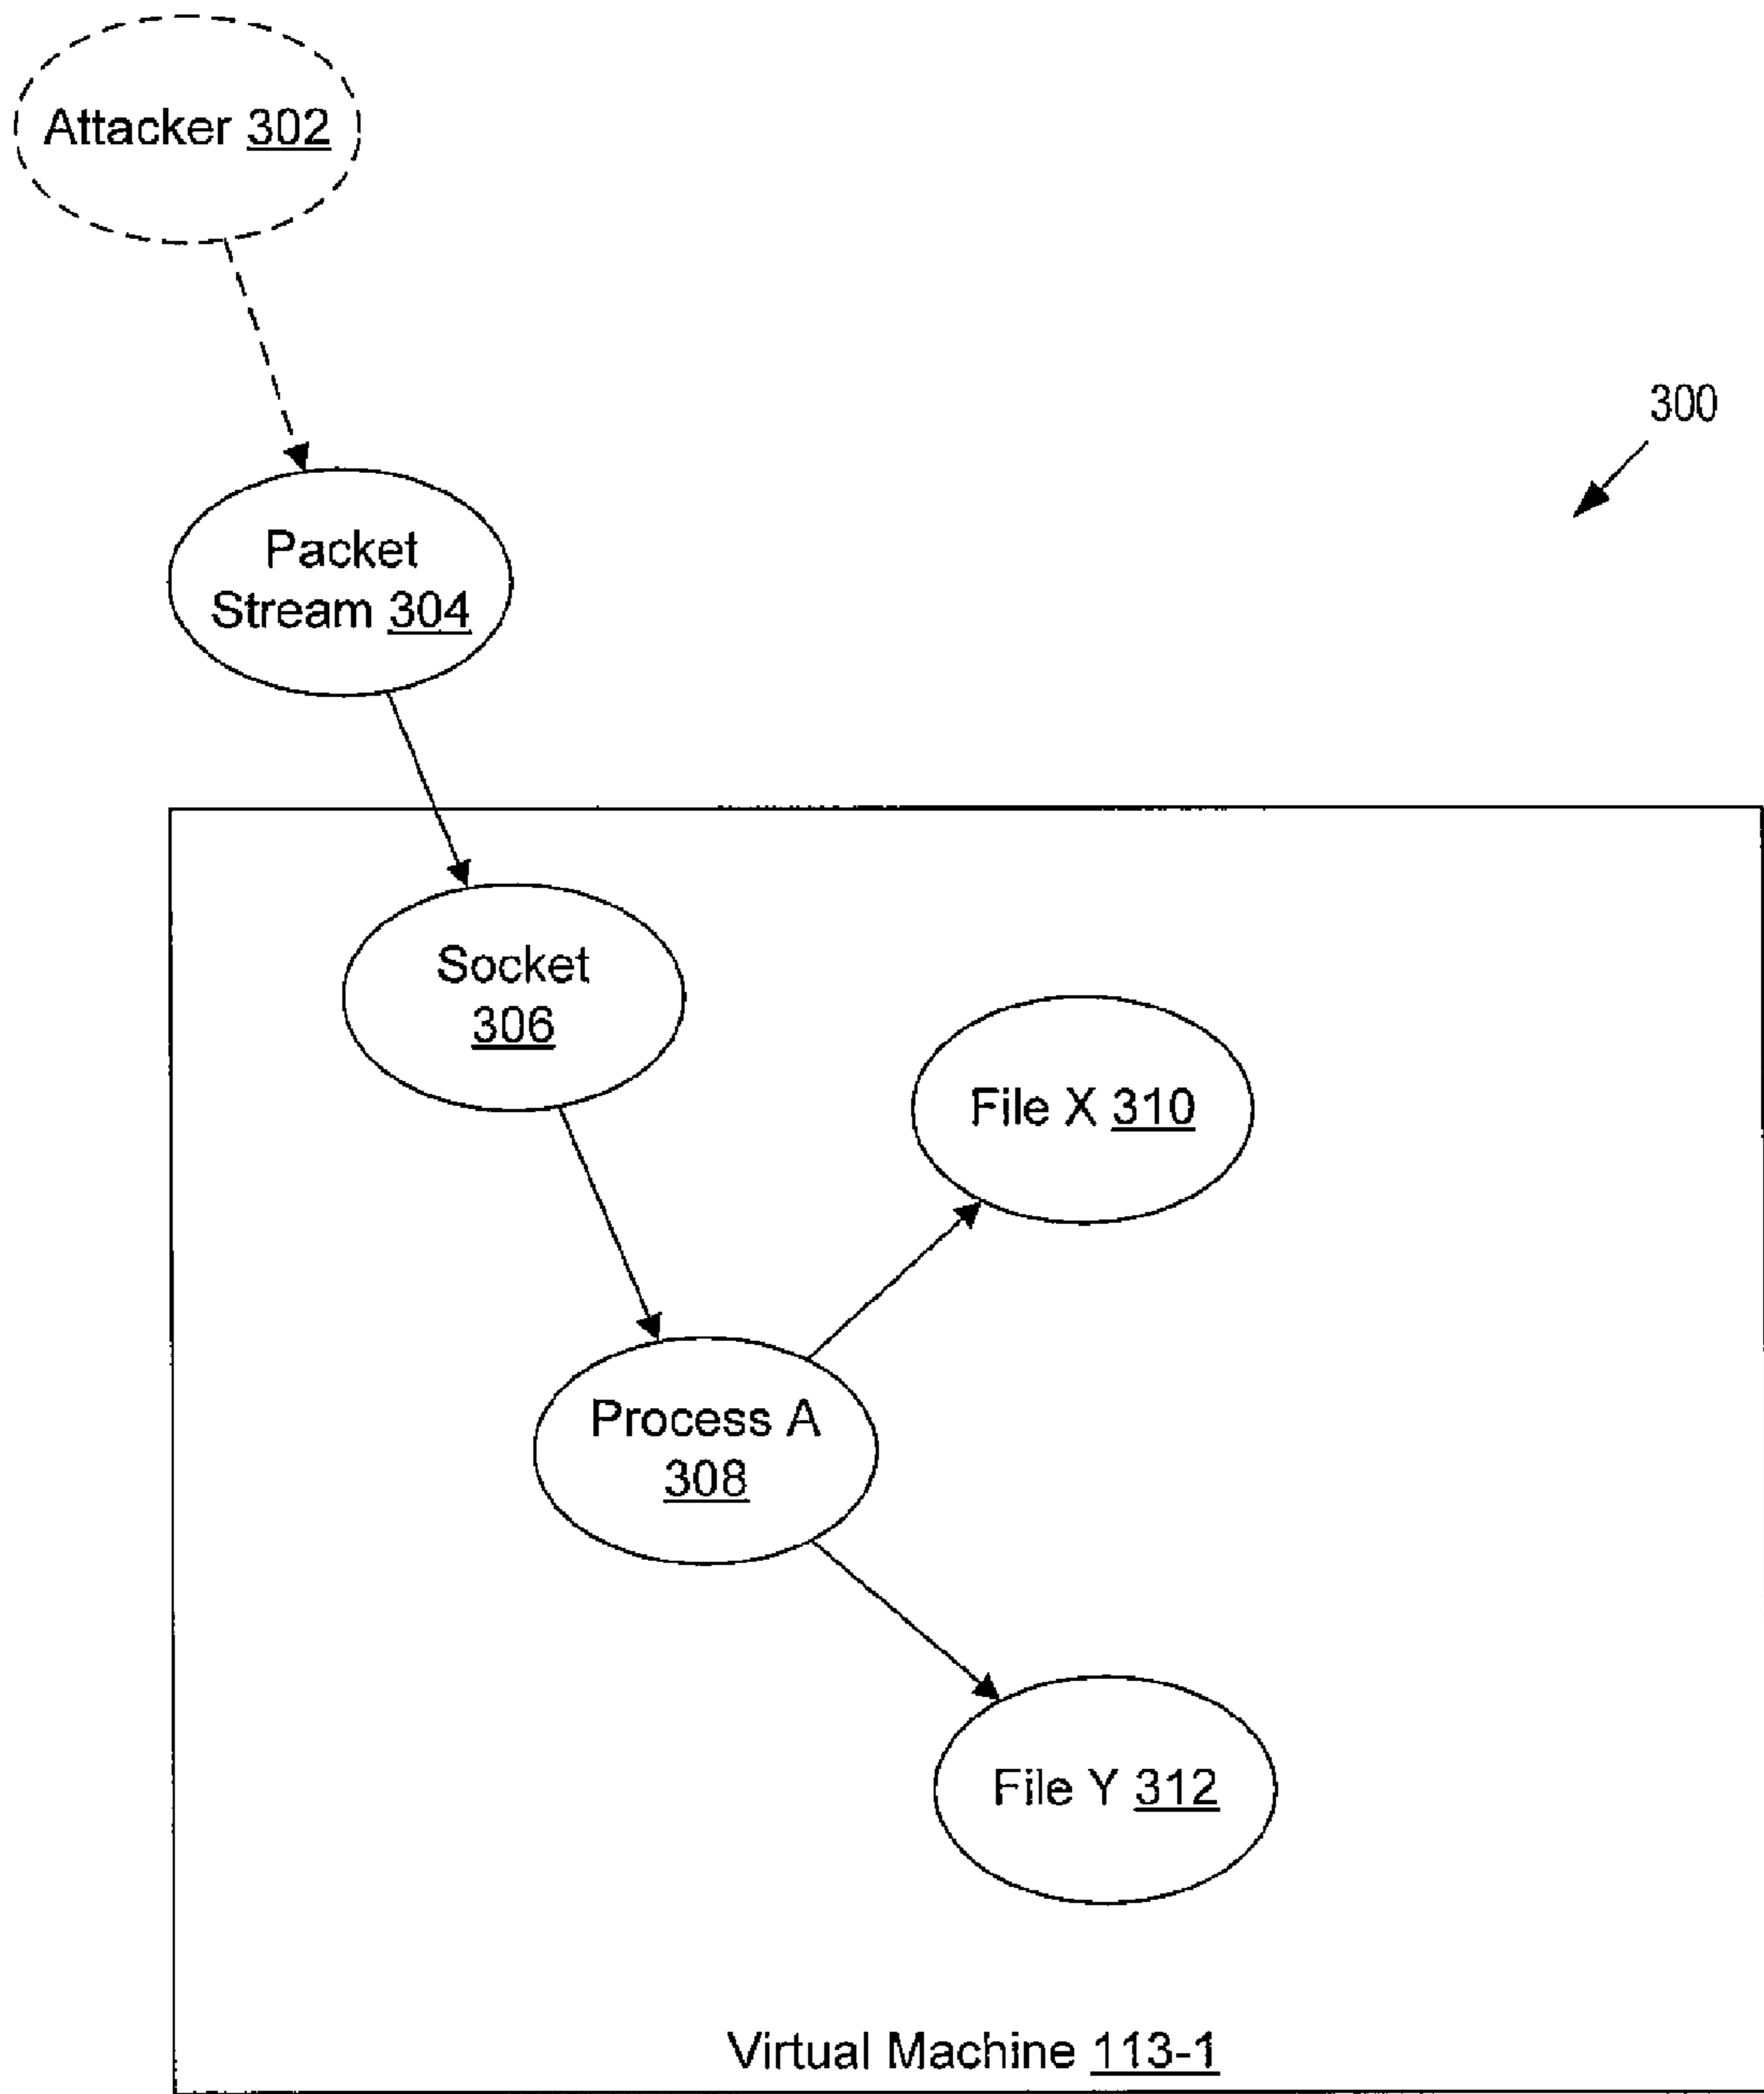 Attacker 302
300
Packet
Stream 304
Socket
306
File X 310
Process A
308
File Y 312
Virtual Machine 113-1